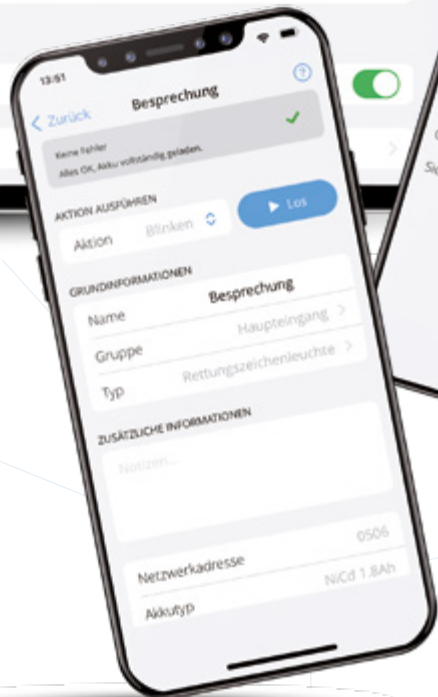 13:51
Zurück
Besprechung
Keine Fehler
Alles OK, Akku vollständig geladen.
AKTION AUSFÜHREN
Aktion Blinken
Los
GRUNDINFORMATIONEN
Name Besprechung
Gruppe Haupteingang
Typ Rettungszeichenleuchte
ZUSÄTZLICHE INFORMATIONEN
Notizen...
Netzwerkadresse 0506
Akkutyp NiCd 1.8Ah